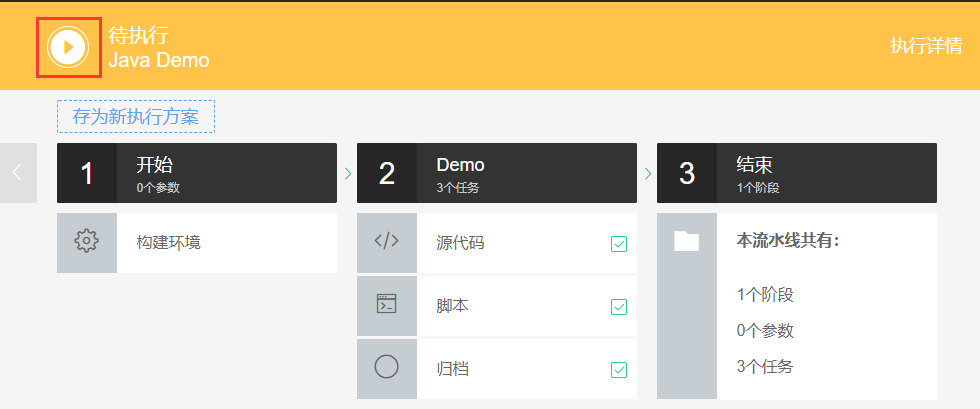 待执行
Java Demo
执行详情
存为新执行方案
1
开始
0个参数
2
Demo
3个任务
3
结束
1个阶段
构建环境
源代码
脚本
归档
本流水线共有：
1个阶段
0个参数
3个任务